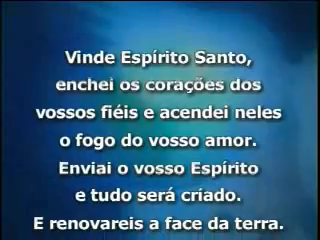 Vinde Espírito Santo,
enchei os corações dos
vossos fiéis e acendei neles
o fogo do vosso amor.
Enviai o vosso Espírito
e tudo será criado.
E renovareis a face da terra.